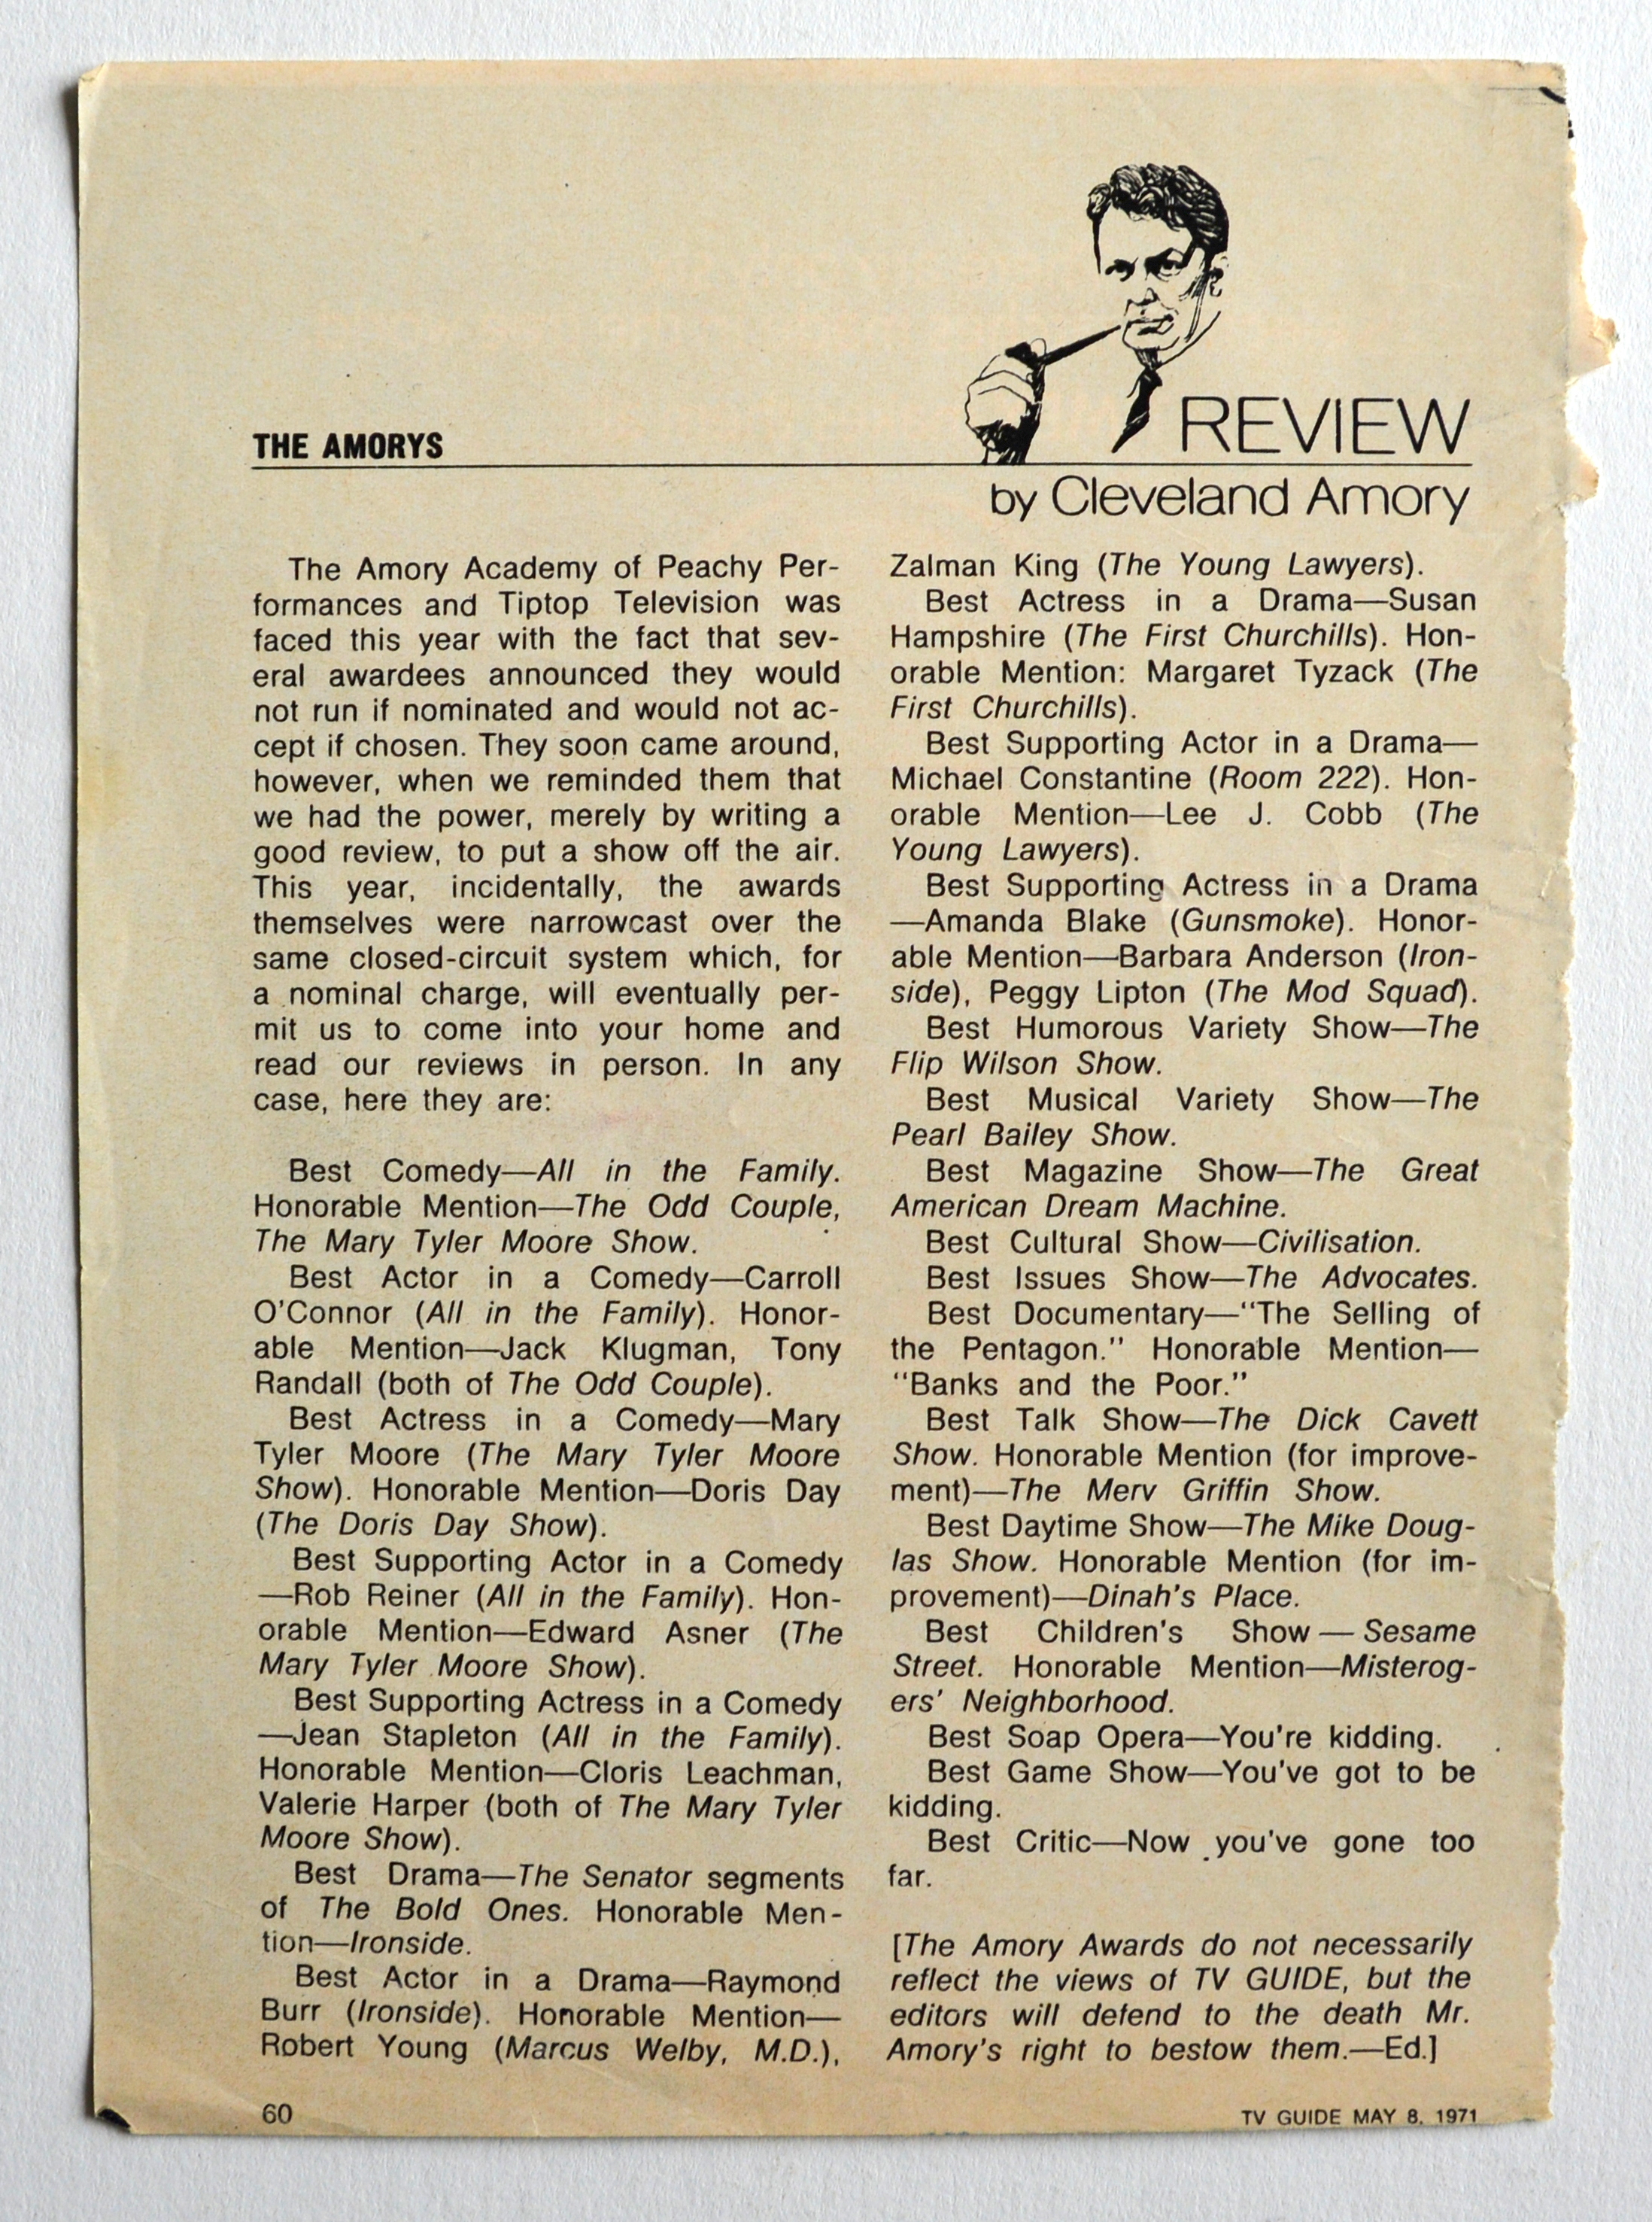 THE AMORYS
REVIEW
by Cleveland Amory
The Amory Academy of Peachy Per-
formances and Tiptop Television was
faced this year with the fact that sev-
eral awardees announced they would
not run if nominated and would not ac-
cept if chosen. They soon came around,
however, when we reminded them that
we had the power, merely by writing a
good review, to put a show off the air.
This year, incidentally, the awards
themselves were narrowcast over the
same closed-circuit system which, for
a nominal charge, will eventually per-
mit us to come into your home and
read our reviews in person. In any
case, here they are:
Best Comedy—All in the Family.
Honorable Mention—The Odd Couple,
The Mary Tyler Moore Show.
Best Actor in a Comedy—Carroll
O'Connor (All in the Family). Honor-
able Mention—Jack Klugman, Tony
Randall (both of The Odd Couple).
Best Actress in a Comedy—Mary
Tyler Moore (The Mary Tyler Moore
Show). Honorable Mention—Doris Day
(The Doris Day Show).
Best Supporting Actor in a Comedy
—Rob Reiner (All in the Family). Hon-
orable Mention—Edward Asner (The
Mary Tyler Moore Show).
Best Supporting Actress in a Comedy
—Jean Stapleton (All in the Family).
Honorable Mention—Cloris Leachman,
Valerie Harper (both of The Mary Tyler
Moore Show).
Best Drama—The Senator segments
of The Bold Ones. Honorable Men-
tion—Ironside.
Best Actor in a Drama—Raymond
Burr (Ironside). Honorable Mention—
Robert Young (Marcus Welby, M.D.),
Zalman King (The Young Lawyers).
Best Actress in a Drama—Susan
Hampshire (The First Churchills). Hon-
orable Mention: Margaret Tyzack (The
First Churchills).
Best Supporting Actor in a Drama—
Michael Constantine (Room 222). Hon-
orable Mention—Lee J. Cobb (The
Young Lawyers).
Best Supporting Actress in a Drama
—Amanda Blake (Gunsmoke). Honor-
able Mention—Barbara Anderson (Iron-
side), Peggy Lipton (The Mod Squad).
Best Humorous Variety Show—The
Flip Wilson Show.
Best Musical Variety Show—The
Pearl Bailey Show.
Best Magazine Show—The Great
American Dream Machine.
Best Cultural Show—Civilisation.
Best Issues Show—The Advocates.
Best Documentary—"The Selling of
the Pentagon." Honorable Mention—
"Banks and the Poor."
Best Talk Show—The Dick Cavett
Show. Honorable Mention (for improve-
ment)—The Merv Griffin Show.
Best Daytime Show—The Mike Doug-
las Show. Honorable Mention (for im-
provement)—Dinah's Place.
Best Children's Show—Sesame
Street. Honorable Mention—Misterog-
ers' Neighborhood.
Best Soap Opera—You're kidding.
Best Game Show—You've got to be
kidding.
Best Critic—Now you've gone too
far.
[The Amory Awards do not necessarily
reflect the views of TV GUIDE, but the
editors will defend to the death Mr.
Amory's right to bestow them.—Ed.]
60
TV GUIDE MAY 8, 1971